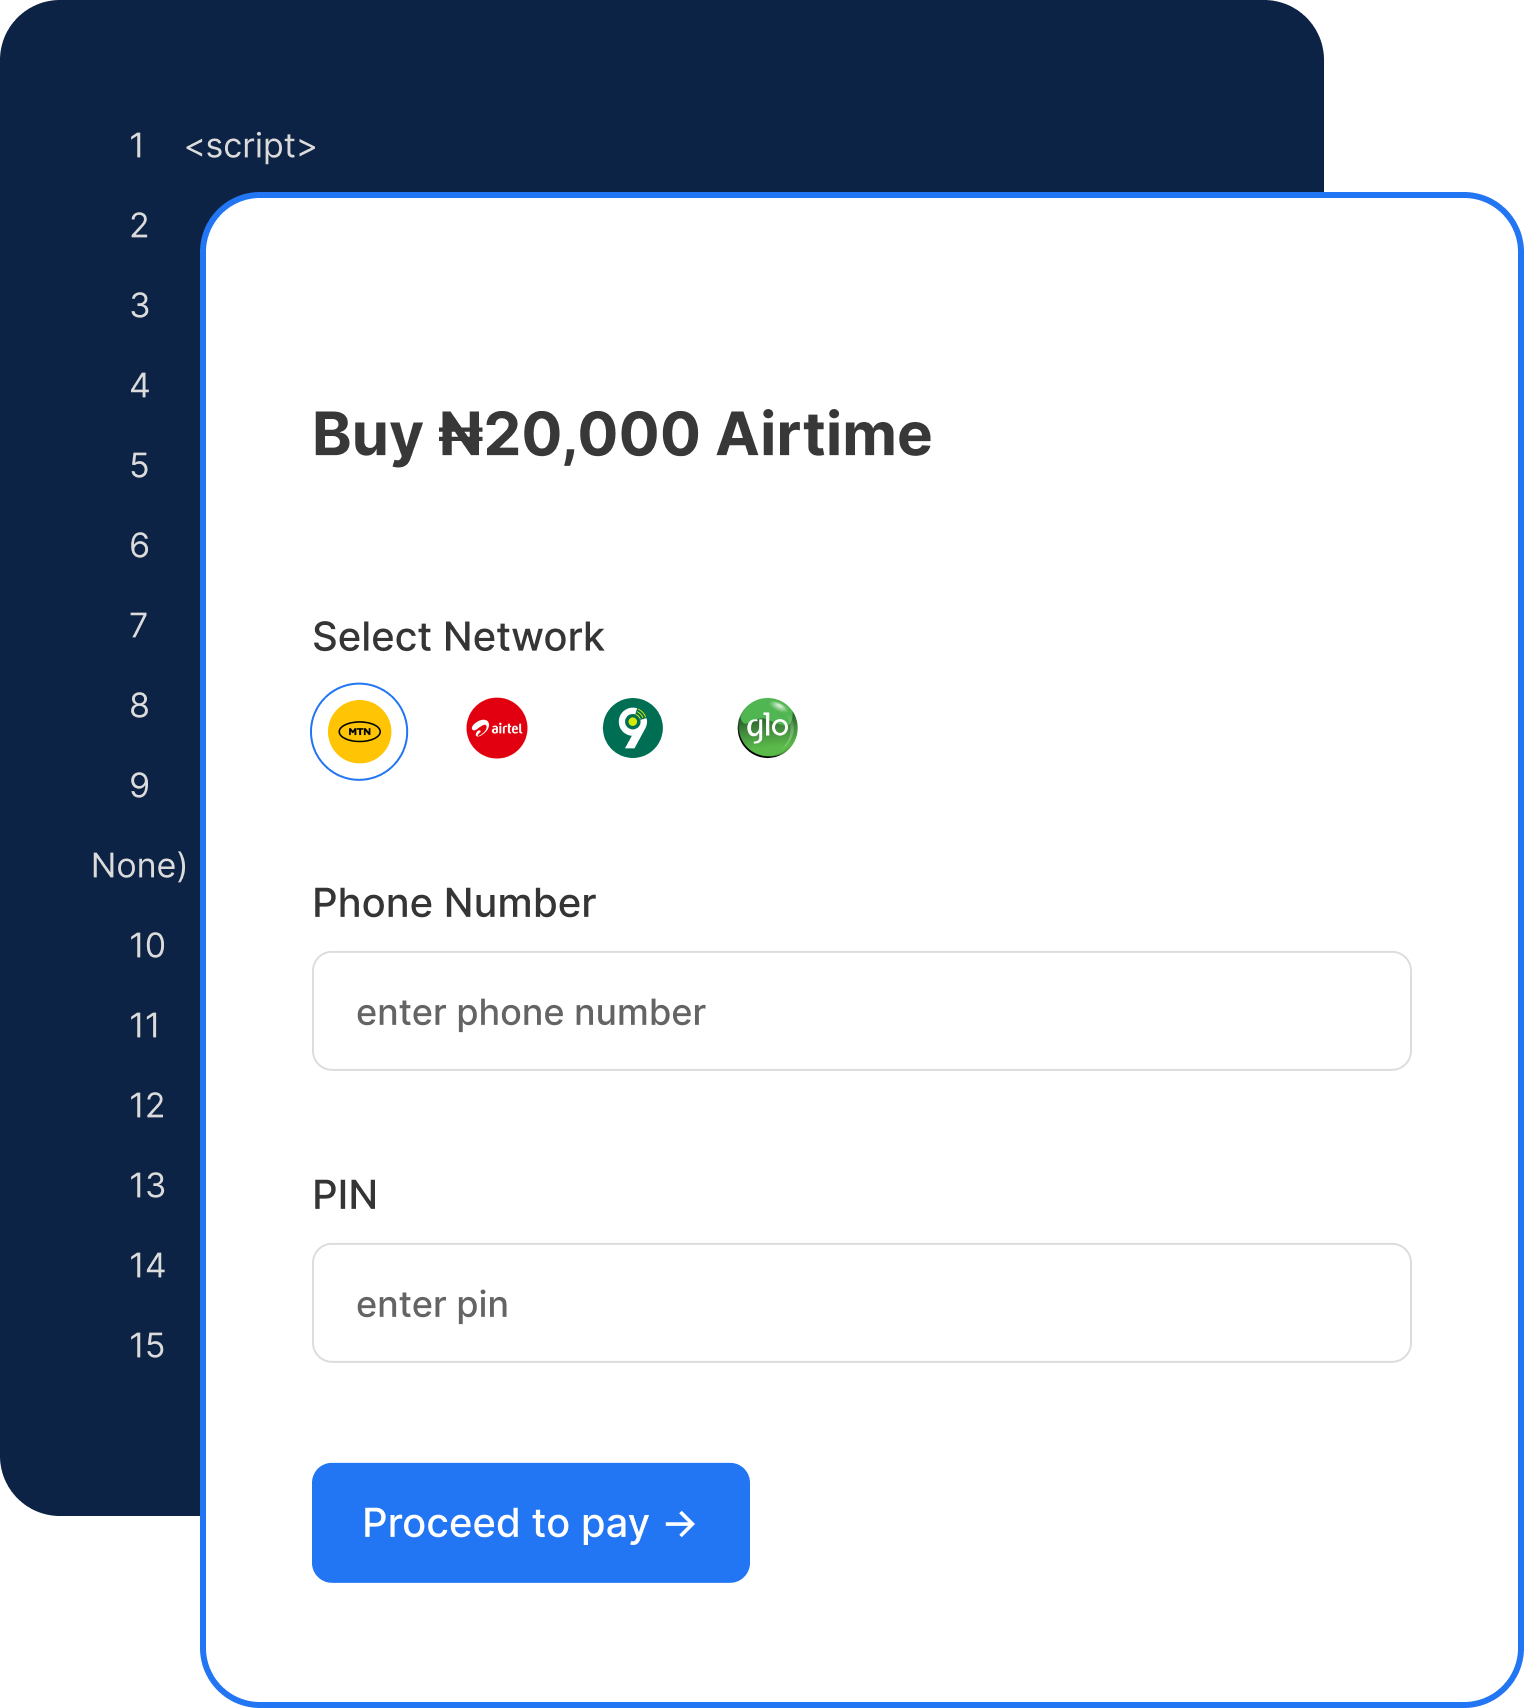 1 <script>
2
3
4
5
6
7
8
9
None)
10
11
12
13
14
15
Buy ₦20,000 Airtime
Select Network
MTN airtel 9 glo
Phone Number
enter phone number
PIN
enter pin
Proceed to pay →